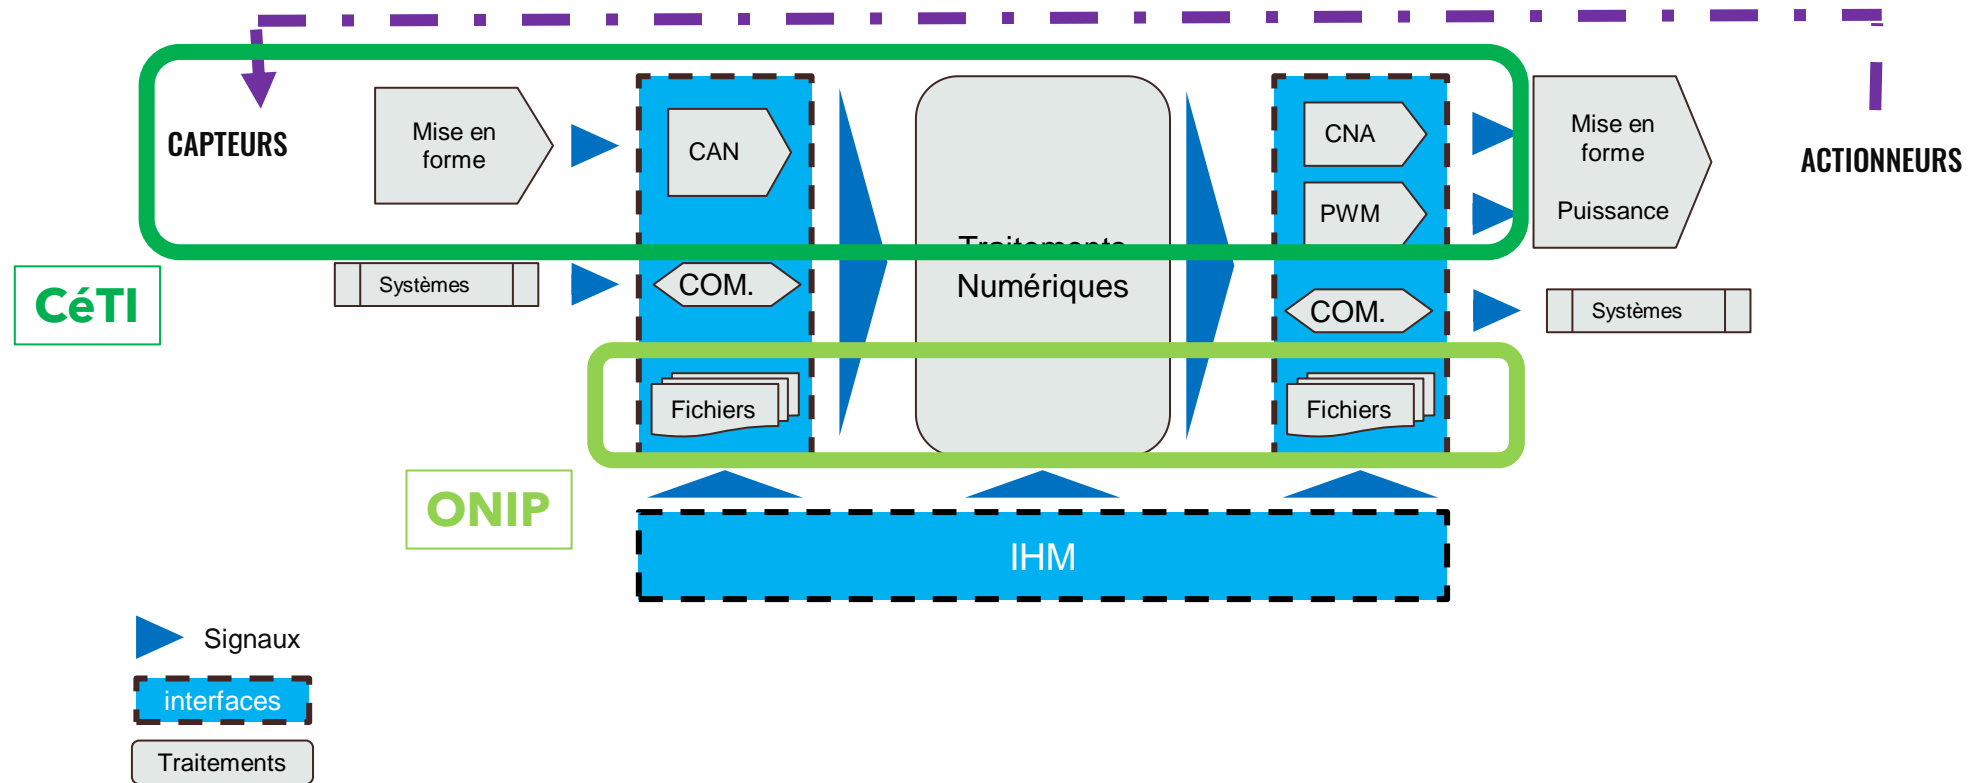 CAPTEURS
Mise en
forme
CAN
Traitements
Numériques
CNA
PWM
Mise en
forme
Puissance
ACTIONNEURS
CéTI
Systèmes
COM.
COM.
Systèmes
Fichiers
Fichiers
ONIP
IHM
Signaux
interfaces
Traitements